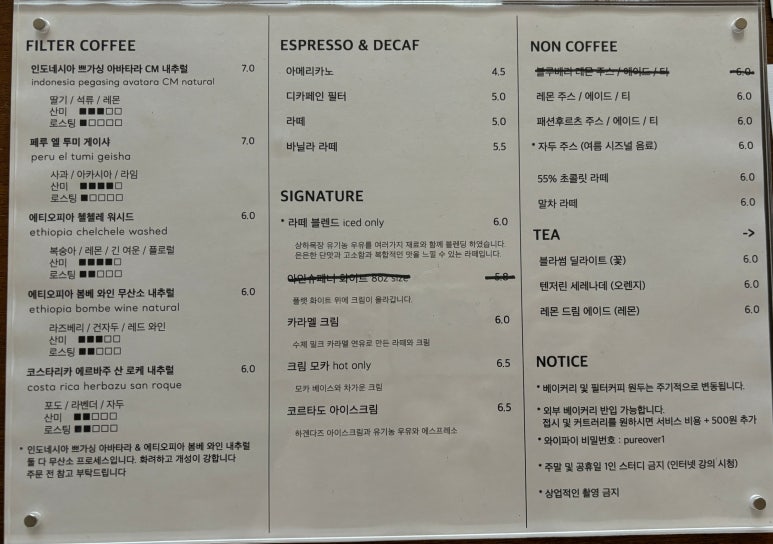 FILTER COFFEE
인도네시아 쁘가싱 아바타라 CM 내추럴 7.0
indonesia pegasing avatara CM natural
딸기 / 석류 / 레몬
산미 ■■■□□
로스팅 ■□□□□
페루 엘 투미 게이샤 7.0
peru el tumi geisha
사과 / 아카시아 / 라임
산미 ■■■■□
로스팅 ■□□□□
에티오피아 첼첼레 워시드 6.0
ethiopia chelchele washed
복숭아 / 레몬 / 긴 여운 / 플로럴
산미 ■■■■□
로스팅 ■■□□□
에티오피아 봄베 와인 무산소 내추럴 6.0
ethiopia bombe wine natural
라즈베리 / 건자두 / 레드 와인
산미 ■■□□□
로스팅 ■■□□□
코스타리카 에르바주 산 로케 내추럴 6.0
costa rica herbazu san roque
포도 / 라벤더 / 자두
산미 ■■□□□
로스팅 ■■□□□
* 인도네시아 쁘가싱 아바타라 & 에티오피아 봄베 와인 내추럴
둘 다 무산소 프로세스입니다. 화려하고 개성이 강합니다
주문 전 참고 부탁드립니다
ESPRESSO & DECAF
아메리카노 4.5
디카페인 필터 5.0
라떼 5.0
바닐라 라떼 5.5
SIGNATURE
* 라떼 블렌드 iced only 6.0
상하목장 유기농 우유를 여러가지 재료와 함께 블렌딩 하였습니다.
은은한 단맛과 고소함과 복합적인 맛을 느낄 수 있는 라떼입니다.
아인슈페너 화이트 8oz size 5.8
플랫 화이트 위에 크림이 올라갑니다.
카라멜 크림 6.0
수제 밀크 카라멜 연유로 만든 라떼와 크림
크림 모카 hot only 6.5
모카 베이스와 차가운 크림
코르타도 아이스크림 6.5
하겐다즈 아이스크림과 유기농 우유와 에스프레소
NON COFFEE
블루베리 레몬 주스 / 에이드 / 티 6.0
레몬 주스 / 에이드 / 티 6.0
패션후르츠 주스 / 에이드 / 티 6.0
* 자두 주스 (여름 시즈널 음료) 6.0
55% 초콜릿 라떼 6.0
말차 라떼 6.0
TEA ->
블라썸 딜라이트 (꽃) 6.0
텐저린 세레나데 (오렌지) 6.0
레몬 드림 에이드 (레몬) 6.0
NOTICE
* 베이커리 및 필터커피 원두는 주기적으로 변동됩니다.
* 외부 베이커리 반입 가능합니다.
접시 및 커트러리를 원하시면 서비스 비용 + 500원 추가
* 와이파이 비밀번호 : pureover1
* 주말 및 공휴일 1인 스터디 금지 (인터넷 강의 시청)
* 상업적인 촬영 금지